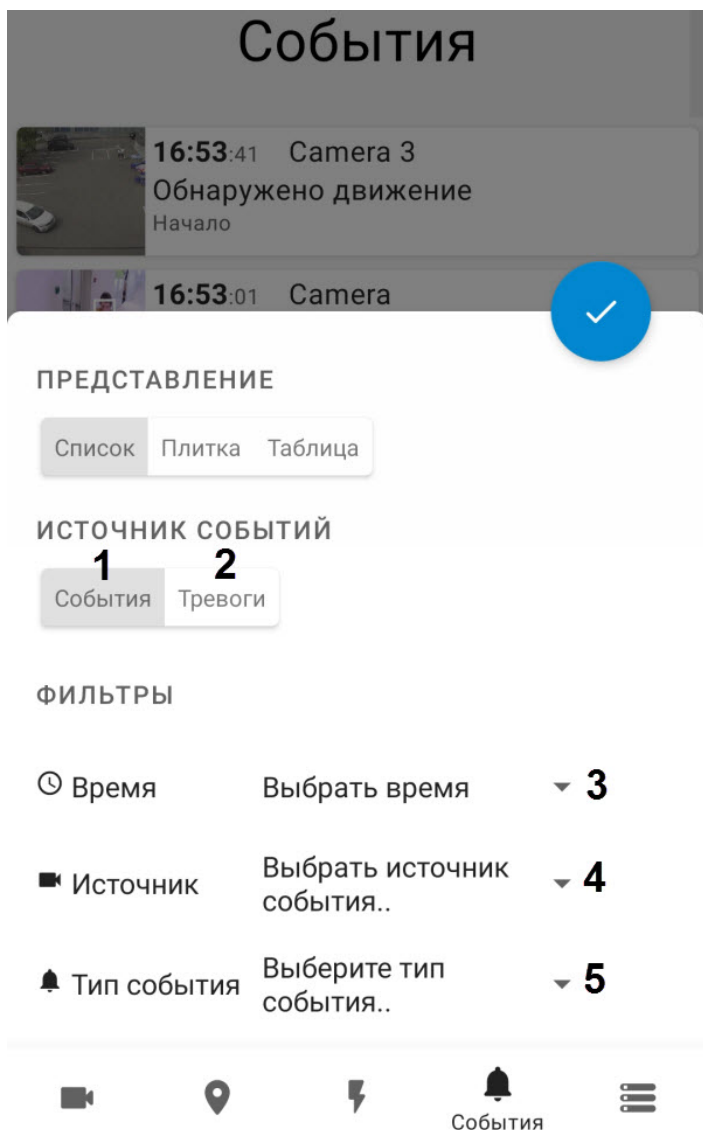 События
16:53:41 Camera 3
Обнаружено движение
Начало
16:53:01 Camera
ПРЕДСТАВЛЕНИЕ
Список Плитка Таблица
ИСТОЧНИК СОБЫТИЙ
1 2
События Тревоги
ФИЛЬТРЫ
Время Выбрать время 3
Источник Выбрать источник
события.. 4
Тип события Выберите тип
события.. 5
События